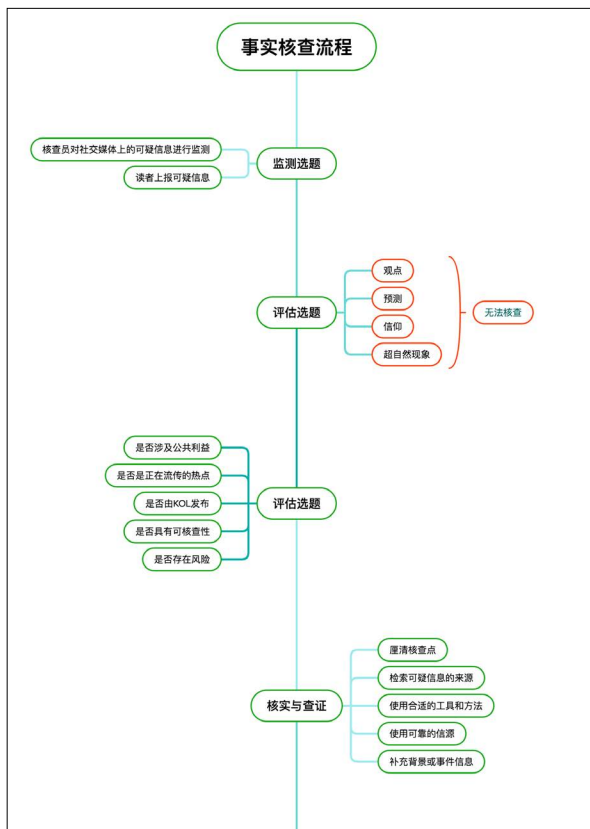 事实核查流程
监测选题
核查员对社交媒体上的可疑信息进行监测
读者上报可疑信息
评估选题
观点
预测
信仰
超自然现象
无法核查
评估选题
是否涉及公共利益
是否是正在流传的热点
是否由KOL发布
是否具有可核查性
是否存在风险
核实与查证
厘清核查点
检索可疑信息的来源
使用合适的工具和方法
使用可靠的信源
补充背景或事件信息